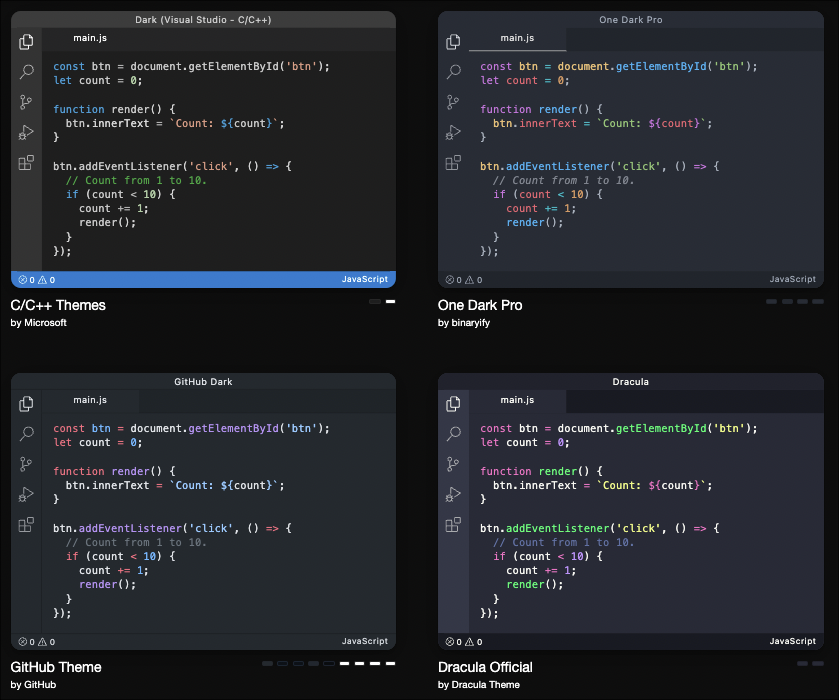 Dark (Visual Studio - C/C++)
main.js
const btn = document.getElementById('btn');
let count = 0;
function render() {
btn.innerText = `Count: ${count}`;
}
btn.addEventListener('click', () => {
// Count from 1 to 10.
if (count < 10) {
count += 1;
render();
}
});
0 0 JavaScript
C/C++ Themes
by Microsoft
One Dark Pro
main.js
const btn = document.getElementById('btn');
let count = 0;
function render() {
btn.innerText = `Count: ${count}`;
}
btn.addEventListener('click', () => {
// Count from 1 to 10.
if (count < 10) {
count += 1;
render();
}
});
0 0 JavaScript
One Dark Pro
by binaryify
GitHub Dark
main.js
const btn = document.getElementById('btn');
let count = 0;
function render() {
btn.innerText = `Count: ${count}`;
}
btn.addEventListener('click', () => {
// Count from 1 to 10.
if (count < 10) {
count += 1;
render();
}
});
0 0 JavaScript
GitHub Theme
by GitHub
Dracula
main.js
const btn = document.getElementById('btn');
let count = 0;
function render() {
btn.innerText = `Count: ${count}`;
}
btn.addEventListener('click', () => {
// Count from 1 to 10.
if (count < 10) {
count += 1;
render();
}
});
0 0 JavaScript
Dracula Official
by Dracula Theme